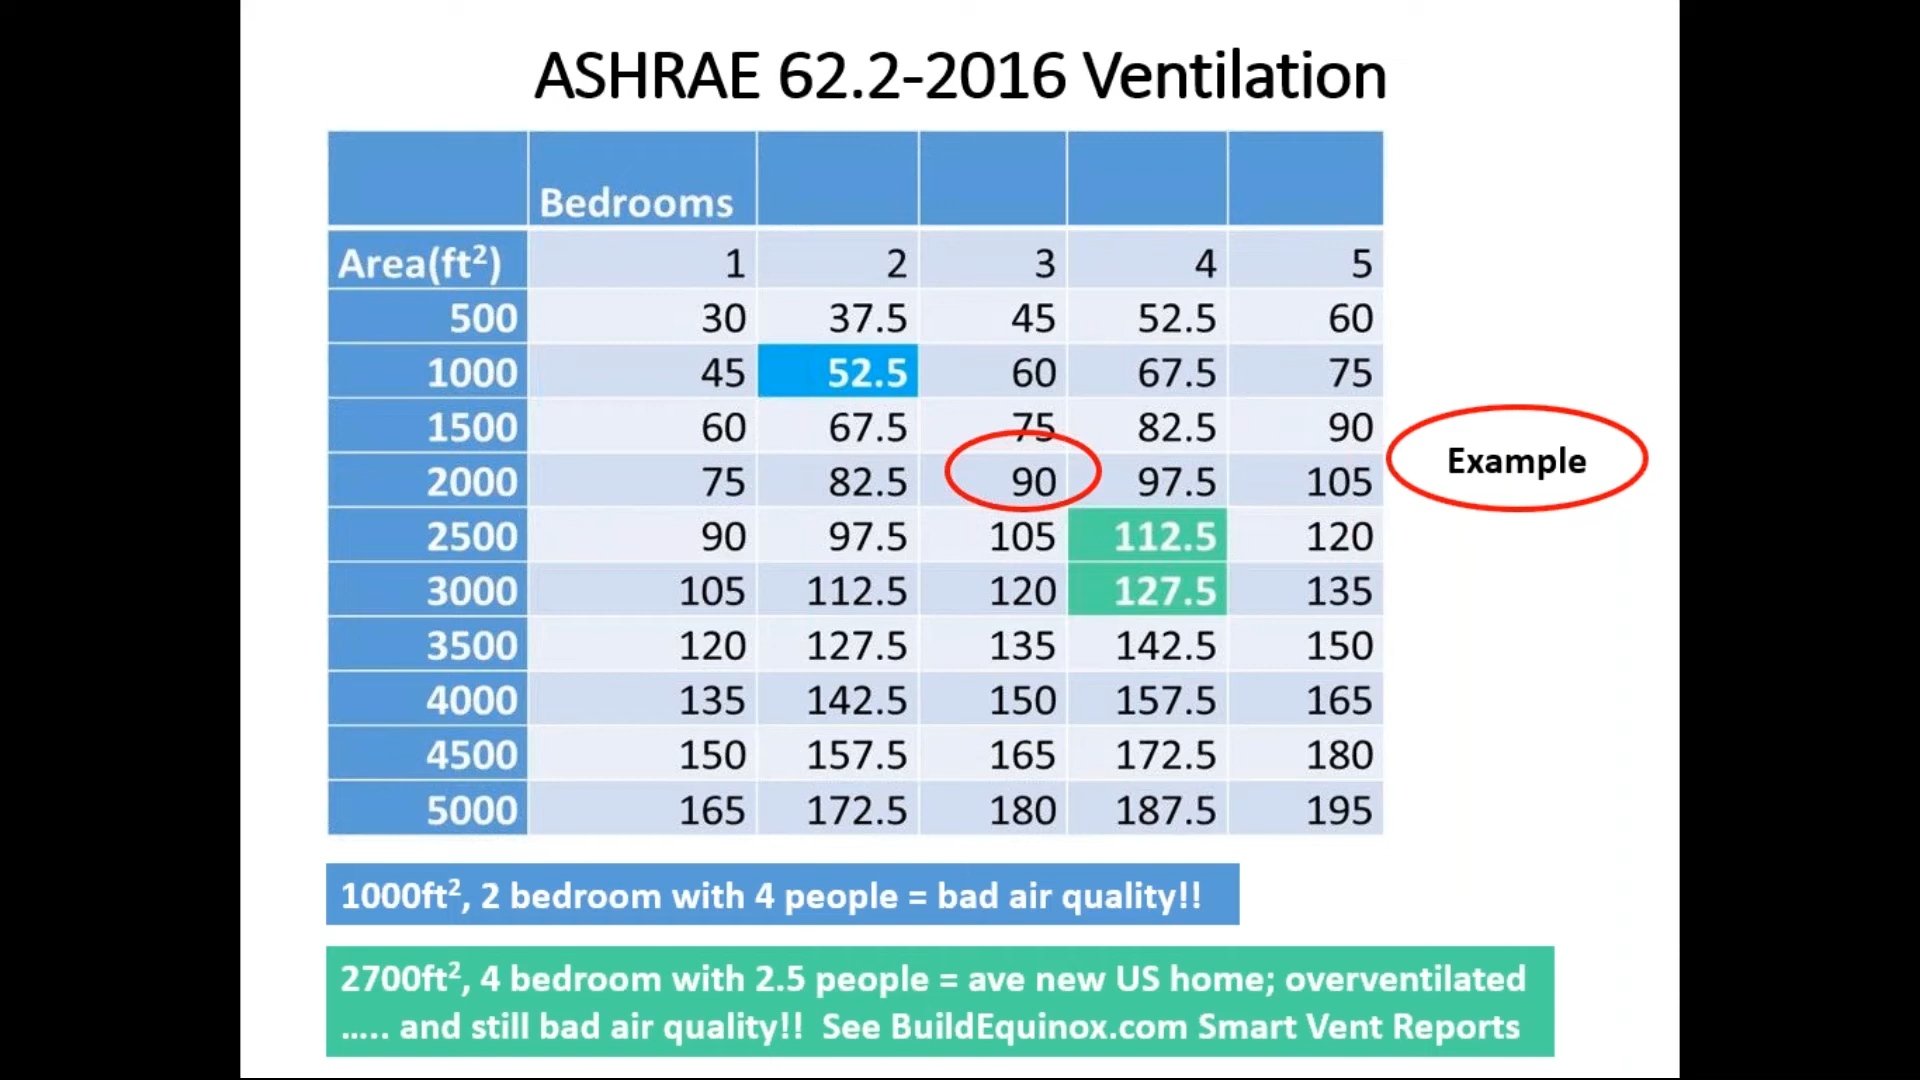 ASHRAE 62.2-2016 Ventilation
Bedrooms
Area(ft²) 1 2 3 4 5
500 30 37.5 45 52.5 60
1000 45 52.5 60 67.5 75
1500 60 67.5 75 82.5 90
2000 75 82.5 90 97.5 105
Example
2500 90 97.5 105 112.5 120
3000 105 112.5 120 127.5 135
3500 120 127.5 135 142.5 150
4000 135 142.5 150 157.5 165
4500 150 157.5 165 172.5 180
5000 165 172.5 180 187.5 195
1000ft², 2 bedroom with 4 people = bad air quality!!
2700ft², 4 bedroom with 2.5 people = ave new US home; overventilated
..... and still bad air quality!! See BuildEquinox.com Smart Vent Reports